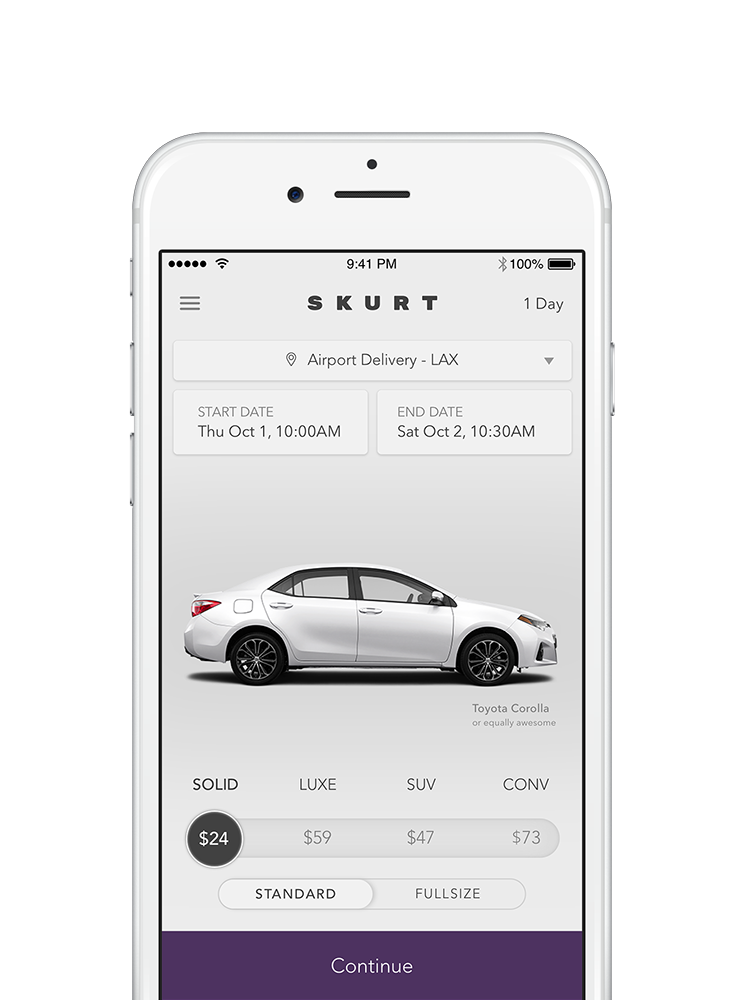 9:41 PM 100%
SKURT 1 Day
Airport Delivery - LAX
START DATE END DATE
Thu Oct 1, 10:00AM Sat Oct 2, 10:30AM
Toyota Corolla
or equally awesome
SOLID LUXE SUV CONV
$24 $59 $47 $73
STANDARD FULLSIZE
Continue